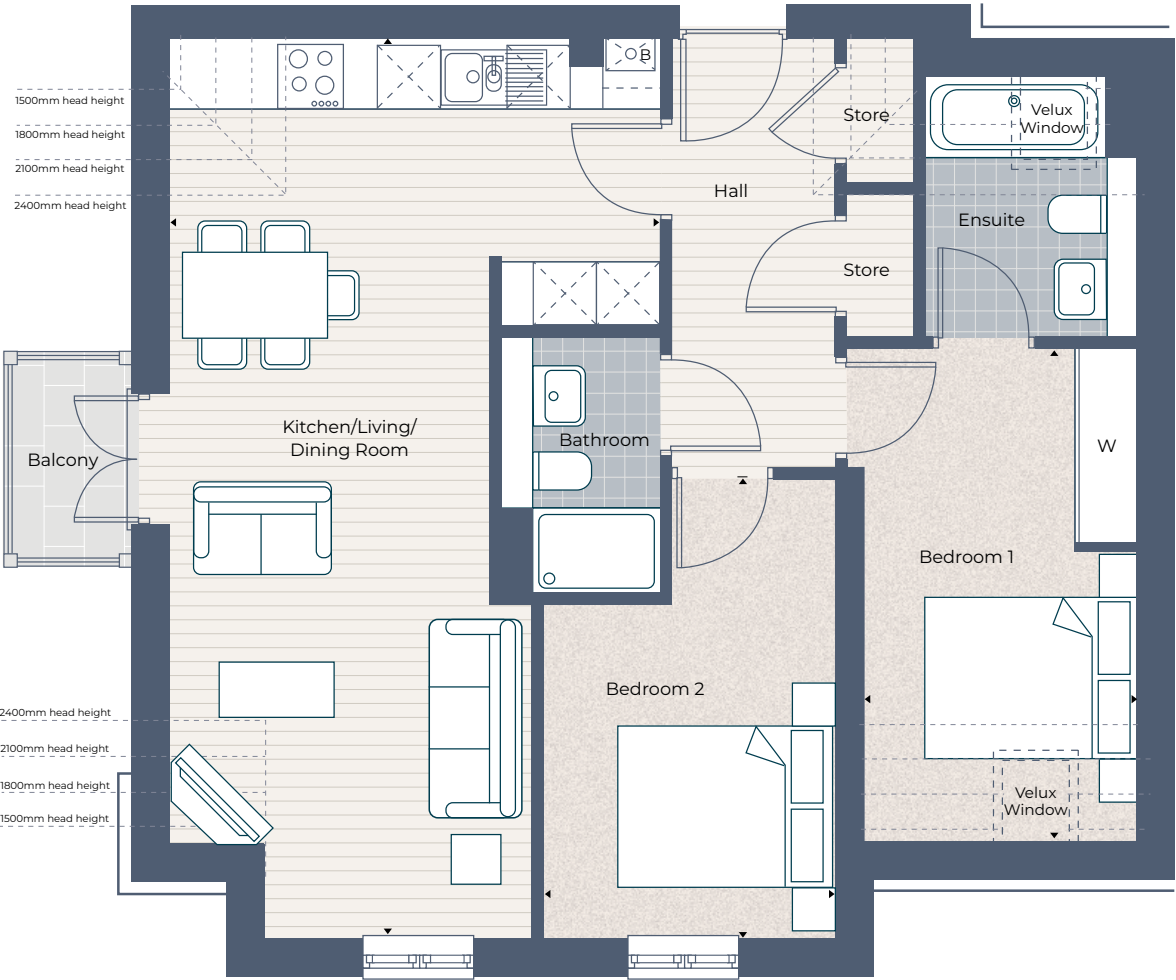 B
1500mm head height
1800mm head height
2100mm head height
2400mm head height
Store
Velux
Window
Hall
Ensuite
Store
Kitchen/Living/
Dining Room
Bathroom
Balcony
W
Bedroom 1
Bedroom 2
2400mm head height
2100mm head height
1800mm head height
1500mm head height
Velux
Window